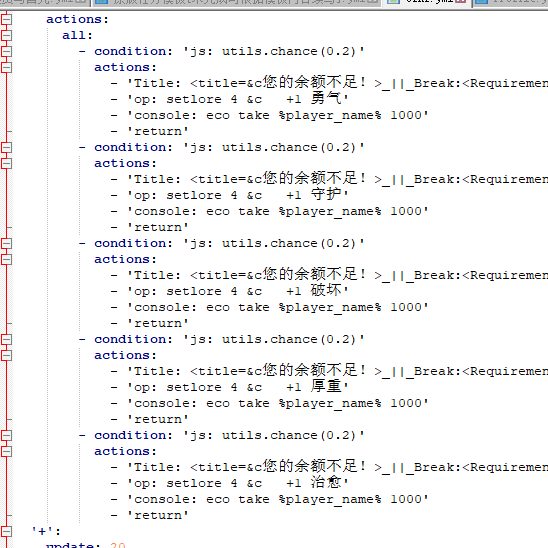 actions:
all:
- condition: 'js: utils.chance(0.2)'
actions:
- 'Title: <title=&c您的余额不足! >_||_Break:<Requiremen
- 'op: setlore 4 &c   +1 勇气'
- 'console: eco take %player_name% 1000'
- 'return'
- condition: 'js: utils.chance(0.2)'
actions:
- 'Title: <title=&c您的余额不足! >_||_Break:<Requiremen
- 'op: setlore 4 &c   +1 守护'
- 'console: eco take %player_name% 1000'
- 'return'
- condition: 'js: utils.chance(0.2)'
actions:
- 'Title: <title=&c您的余额不足! >_||_Break:<Requiremen
- 'op: setlore 4 &c   +1 破坏'
- 'console: eco take %player_name% 1000'
- 'return'
- condition: 'js: utils.chance(0.2)'
actions:
- 'Title: <title=&c您的余额不足! >_||_Break:<Requiremen
- 'op: setlore 4 &c   +1 厚重'
- 'console: eco take %player_name% 1000'
- 'return'
- condition: 'js: utils.chance(0.2)'
actions:
- 'Title: <title=&c您的余额不足! >_||_Break:<Requiremen
- 'op: setlore 4 &c   +1 治愈'
- 'console: eco take %player_name% 1000'
- 'return'
'+':
update: 20